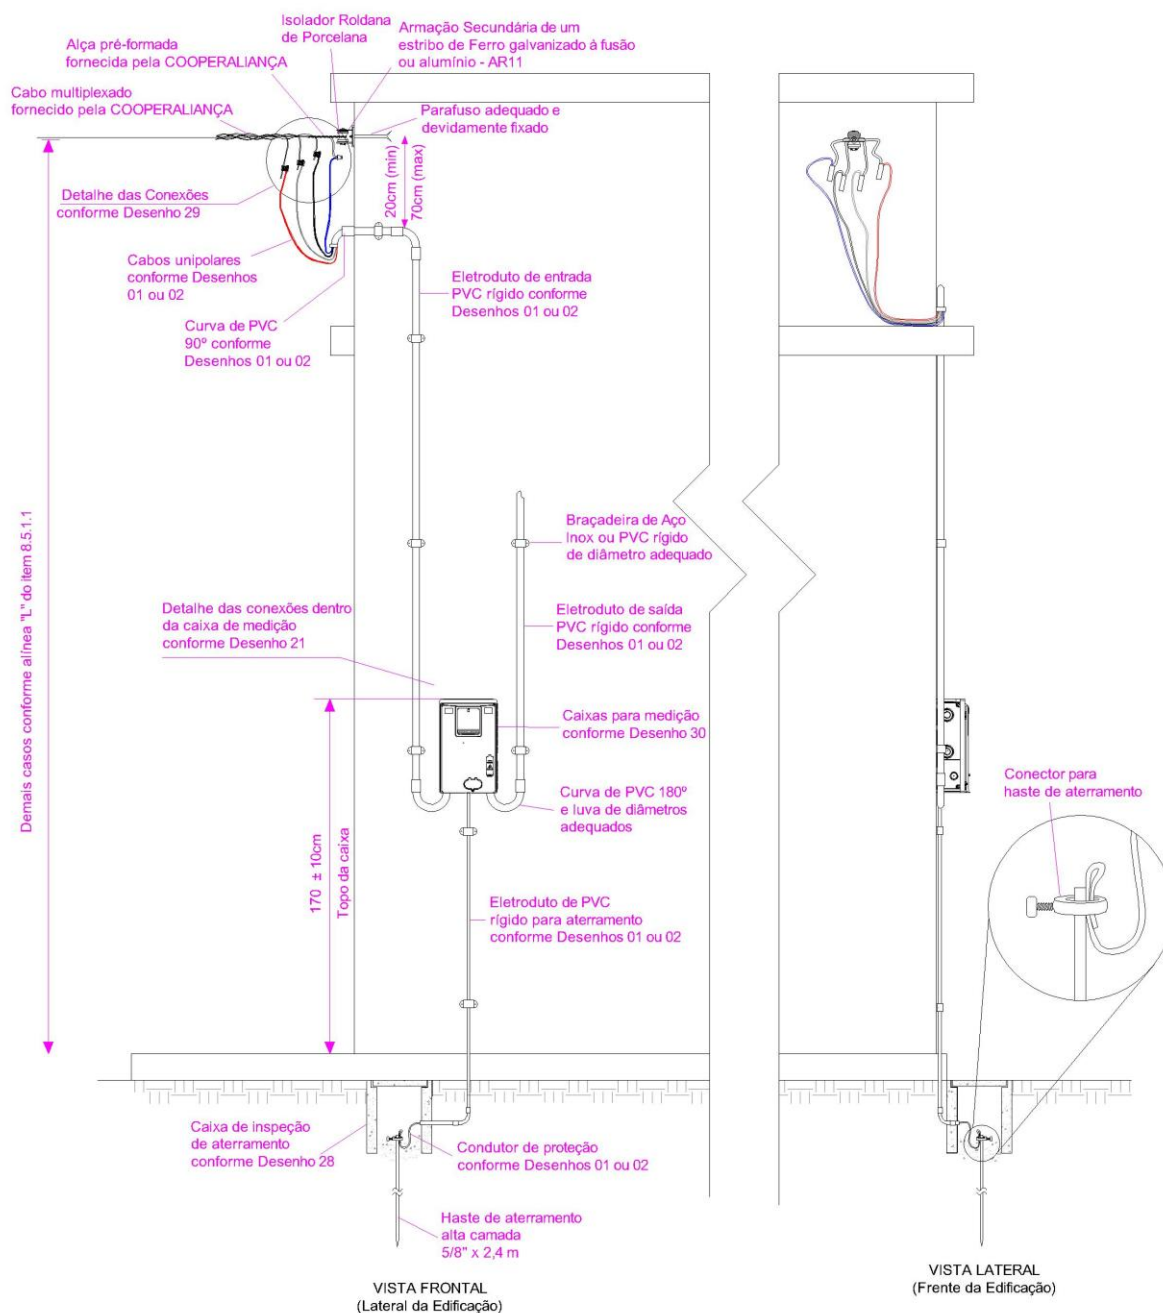 Isolador Roldana
de Porcelana
Armação Secundária de um
estribo de Ferro galvanizado á fusão
ou alumínio - AR11
Alça pré-formada
fornecida pela COOPERALIANÇA
Cabo multiplexado
fornecido pela COOPERALIANÇA
Parafuso adequado e
devidamente fixado
20cm (min)
70cm (max)
Detalhe das Conexões
conforme Desenho 29
Cabos unipolares
conforme Desenhos
01 ou 02
Eletroduto de entrada
PVC rígido conforme
Desenhos 01 ou 02
Curva de PVC
90º conforme
Desenhos 01 ou 02
Demais casos conforme alínea "L" do item 8.5.1.1
Braçadeira de Aço
Inox ou PVC rígido
de diâmetro adequado
Detalhe das conexões dentro
da caixa de medição
conforme Desenho 21
Eletroduto de saída
PVC rígido conforme
Desenhos 01 ou 02
Caixas para medição
conforme Desenho 30
Conector para
haste de aterramento
Curva de PVC 180º
e luva de diâmetros
adequados
170 ± 10cm
Topo da caixa
Eletroduto de PVC
rígido para aterramento
conforme Desenhos 01 ou 02
Caixa de inspeção
de aterramento
conforme Desenho 28
Condutor de proteção
conforme Desenhos 01 ou 02
Haste de aterramento
alta camada
5/8" x 2,4 m
VISTA FRONTAL
(Lateral da Edificação)
VISTA LATERAL
(Frente da Edificação)